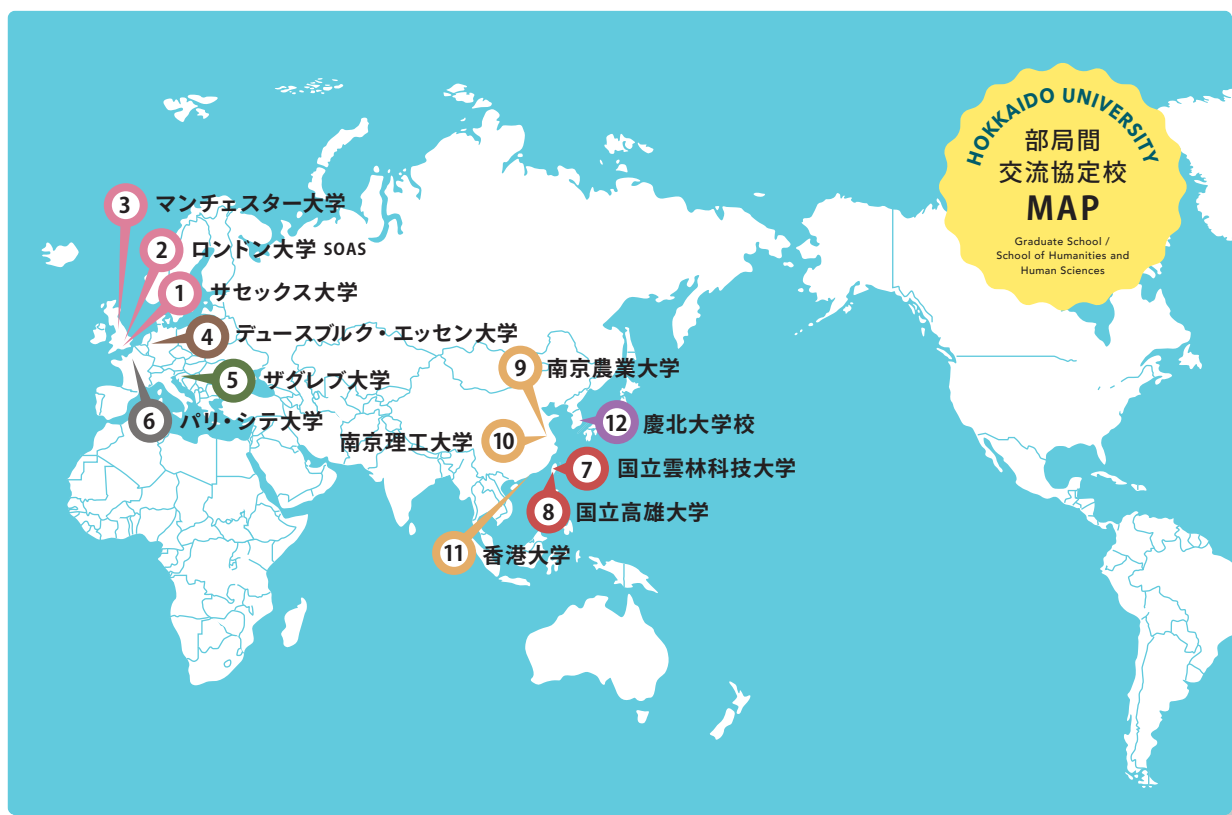 HOKKAIDO UNIVERSITY
部局間
交流協定校
MAP
Graduate School /
School of Humanities and
Human Sciences
3 マンチェスター大学
2 ロンドン大学 SOAS
1 サセックス大学
4 デュースブルク・エッセン大学
9 南京農業大学
5 ザグレブ大学
6 パリ・シテ大学
12 慶北大学校
南京理工大学 10
7 国立雲林科技大学
8 国立高雄大学
11 香港大学